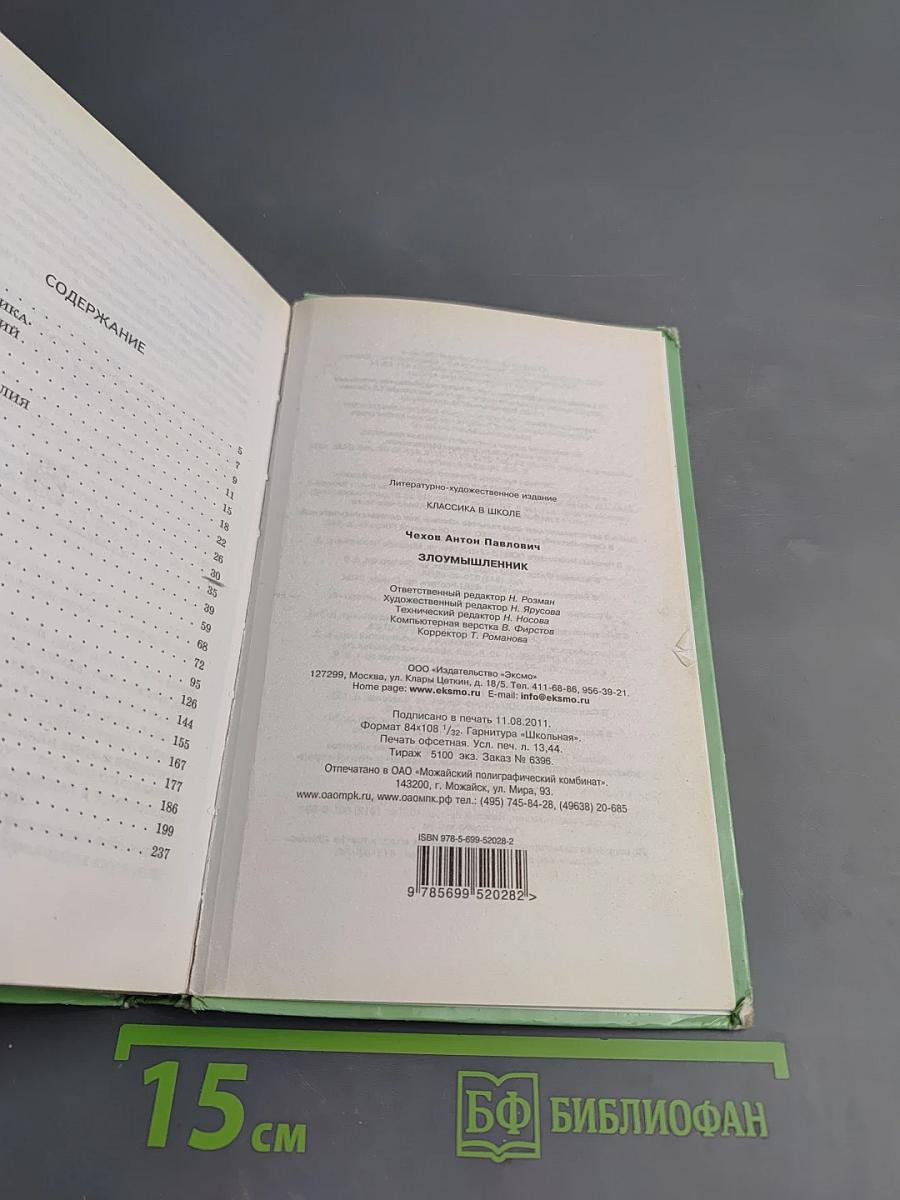 СОДЕРЖАНИЕ
5
7
9
11
15
18
22
26
30
35
39
59
68
72
95
126
144
155
167
177
186
199
237
Литературно-художественное издание
КЛАССИКА В ШКОЛЕ
Чехов Антон Павлович
ЗЛОУМЫШЛЕННИК
Ответственный редактор Н. Розман
Художественный редактор Н. Ярусова
Технический редактор Н. Носова
Компьютерная верстка В. Фирстов
Корректор Т. Романова
ООО «Издательство «Эксмо»
127299, Москва, ул. Клары Цеткин, д. 18/5. Тел. 411-68-86, 956-39-21.
Home page: www.eksmo.ru E-mail: info@eksmo.ru
Подписано в печать 11.08.2011.
Формат 84×108 1/32. Гарнитура «Школьная».
Печать офсетная. Усл. печ. л. 13,44.
Тираж 5100 экз. Заказ № 6396.
Отпечатано в ОАО «Можайский полиграфический комбинат».
143200, г. Можайск, ул. Мира, 93.
www.oaompk.ru, www.оаомпк.рф тел.: (495) 745-84-28, (49638) 20-685
ISBN 978-5-699-52028-2
9 785699 520282 >
15 см
БФ БИБЛИОФАН